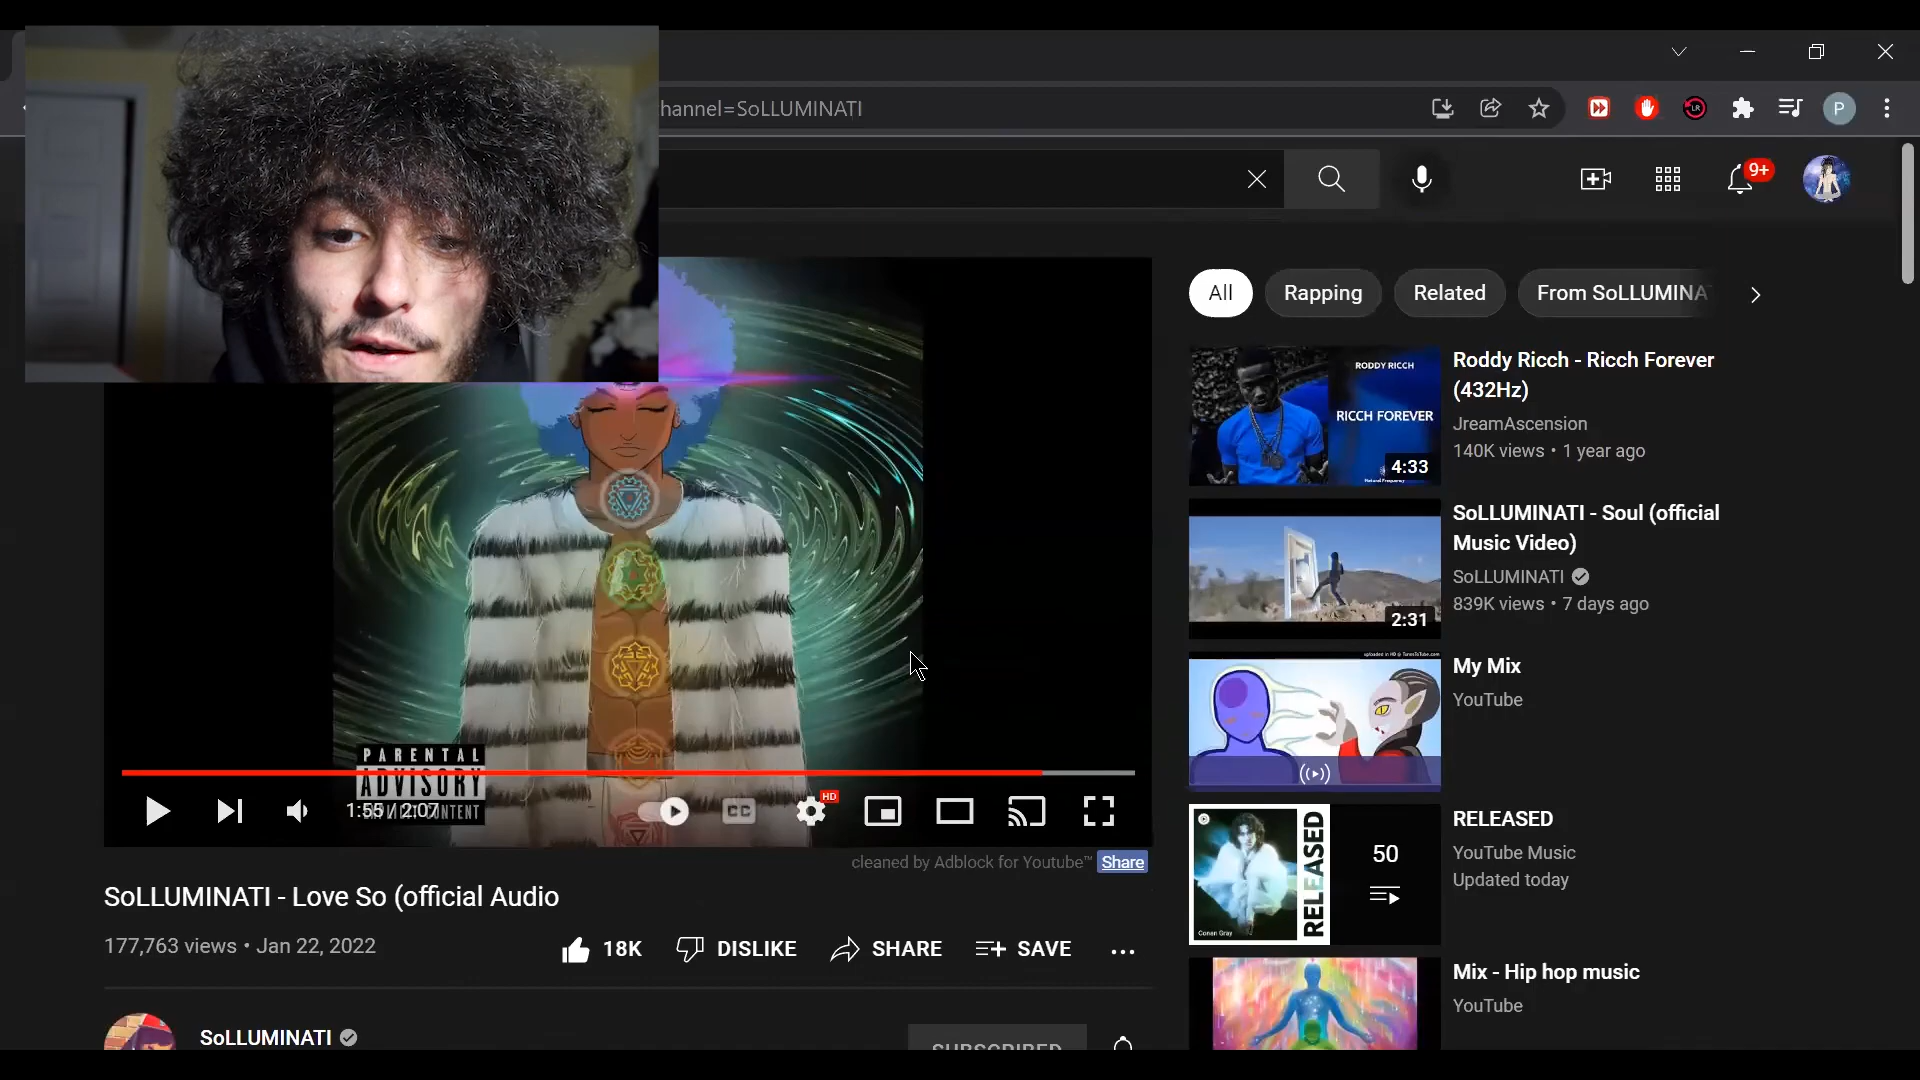 hannel=SoLLUMINATI
P
9+
All
Rapping
Related
From SoLLUMINA
RODDY RICCH
RICCH FOREVER
4:33
Roddy Ricch - Ricch Forever
(432Hz)
JreamAscension
140K views • 1 year ago
2:31
SoLLUMINATI - Soul (official
Music Video)
SoLLUMINATI
839K views • 7 days ago
My Mix
YouTube
RELEASED
Conan Gray
50
RELEASED
YouTube Music
Updated today
Mix - Hip hop music
YouTube
PARENTAL
ADVISORY
CONTENT
1:55 / 2:07
CC
HD
cleaned by Adblock for Youtube™ Share
SoLLUMINATI - Love So (official Audio
177,763 views • Jan 22, 2022
18K
DISLIKE
SHARE
SAVE
SoLLUMINATI
SUBSCRIBED